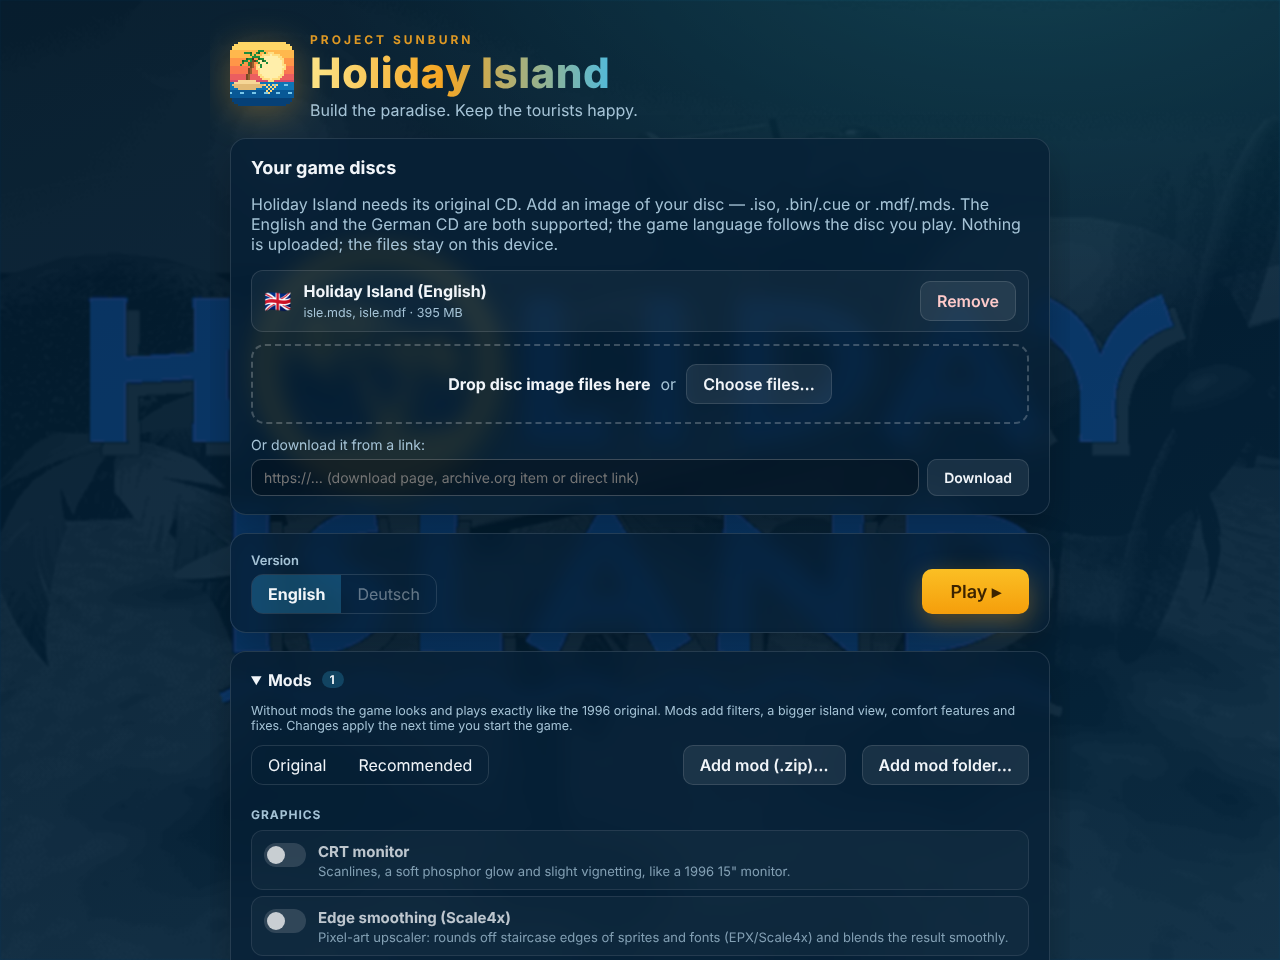 PROJECT SUNBURN
Holiday Island
Build the paradise. Keep the tourists happy.
Your game discs
Holiday Island needs its original CD. Add an image of your disc — .iso, .bin/.cue or .mdf/.mds. The
English and the German CD are both supported; the game language follows the disc you play. Nothing
is uploaded; the files stay on this device.
Holiday Island (English)
isle.mds, isle.mdf · 395 MB
Remove
Drop disc image files here or Choose files...
Or download it from a link:
https://... (download page, archive.org item or direct link)
Download
Version
English Deutsch
Play ▸
▼ Mods 1
Without mods the game looks and plays exactly like the 1996 original. Mods add filters, a bigger island view, comfort features and
fixes. Changes apply the next time you start the game.
Original Recommended Add mod (.zip)... Add mod folder...
GRAPHICS
CRT monitor
Scanlines, a soft phosphor glow and slight vignetting, like a 1996 15" monitor.
Edge smoothing (Scale4x)
Pixel-art upscaler: rounds off staircase edges of sprites and fonts (EPX/Scale4x) and blends the result smoothly.
HOLIDAY
ISLAND